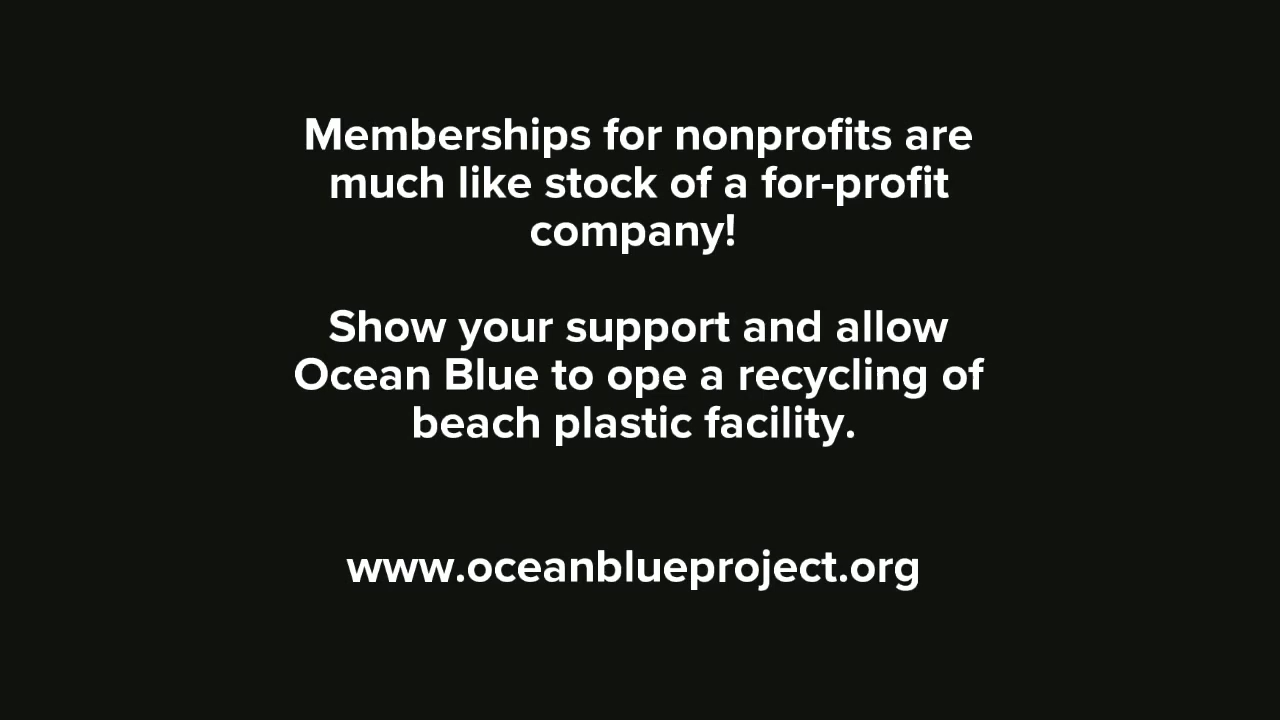 Memberships for nonprofits are
much like stock of a for-profit
company!
Show your support and allow
Ocean Blue to ope a recycling of
beach plastic facility.
www.oceanblueproject.org